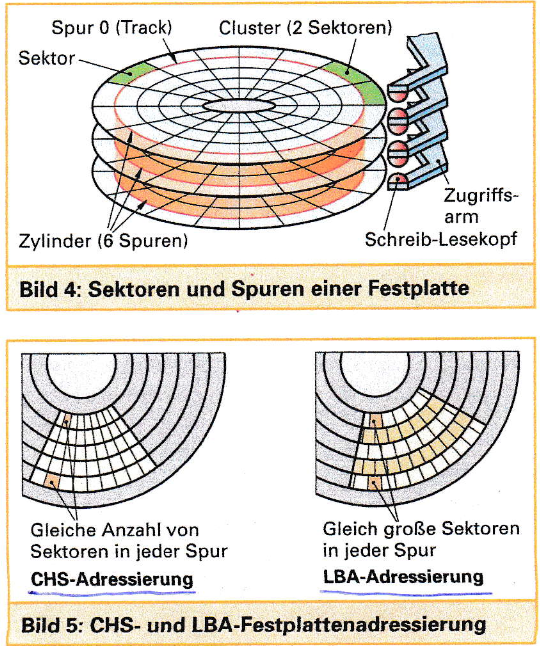 Spur 0 (Track)
Cluster (2 Sektoren)
Sektor
Zugriffs-
arm
Zylinder (6 Spuren)
Schreib-Lesekopf
Bild 4: Sektoren und Spuren einer Festplatte
Gleiche Anzahl von
Sektoren in jeder Spur
CHS-Adressierung
Gleich große Sektoren
in jeder Spur
LBA-Adressierung
Bild 5: CHS- und LBA-Festplattenadressierung